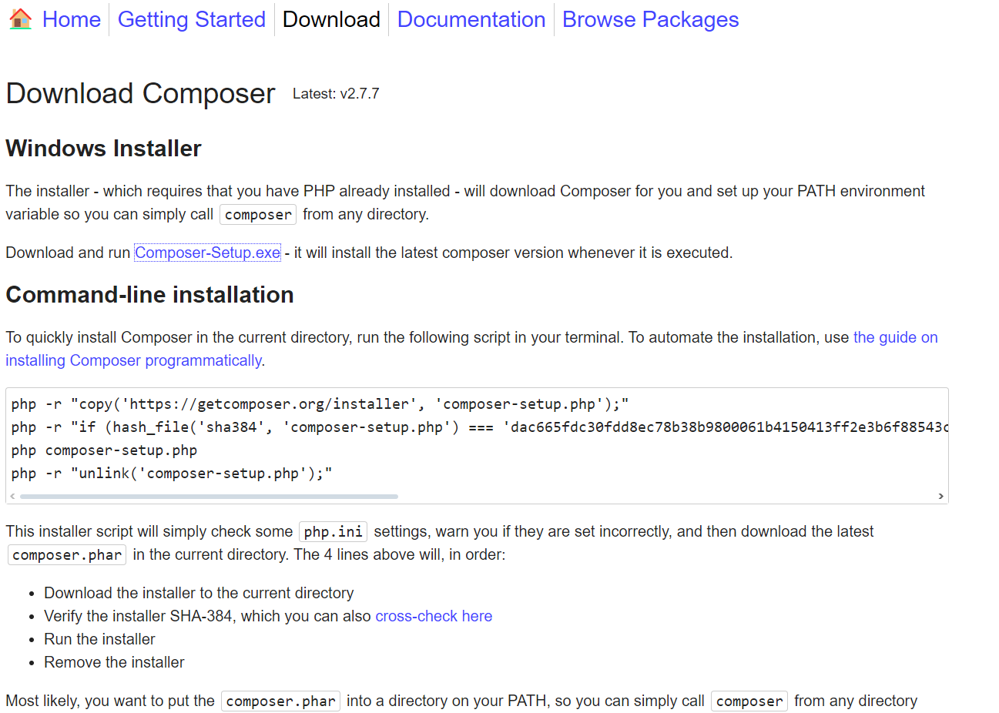 Home Getting Started Download Documentation Browse Packages
Download Composer Latest: v2.7.7
Windows Installer
The installer - which requires that you have PHP already installed - will download Composer for you and set up your PATH environment
variable so you can simply call composer from any directory.
Download and run Composer-Setup.exe - it will install the latest composer version whenever it is executed.
Command-line installation
To quickly install Composer in the current directory, run the following script in your terminal. To automate the installation, use the guide on
installing Composer programmatically.
php -r "copy('https://getcomposer.org/installer', 'composer-setup.php');"
php -r "if (hash_file('sha384', 'composer-setup.php') === 'dac665fdc30fdd8ec78b38b9800061b4150413ff2e3b6f88543c
php composer-setup.php
php -r "unlink('composer-setup.php');"
This installer script will simply check some php.ini settings, warn you if they are set incorrectly, and then download the latest
composer.phar in the current directory. The 4 lines above will, in order:
• Download the installer to the current directory
• Verify the installer SHA-384, which you can also cross-check here
• Run the installer
• Remove the installer
Most likely, you want to put the composer.phar into a directory on your PATH, so you can simply call composer from any directory